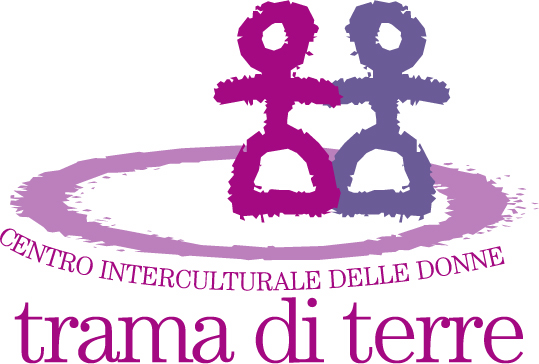 CENTRO INTERCULTURALE DELLE DONNE
trama di terre